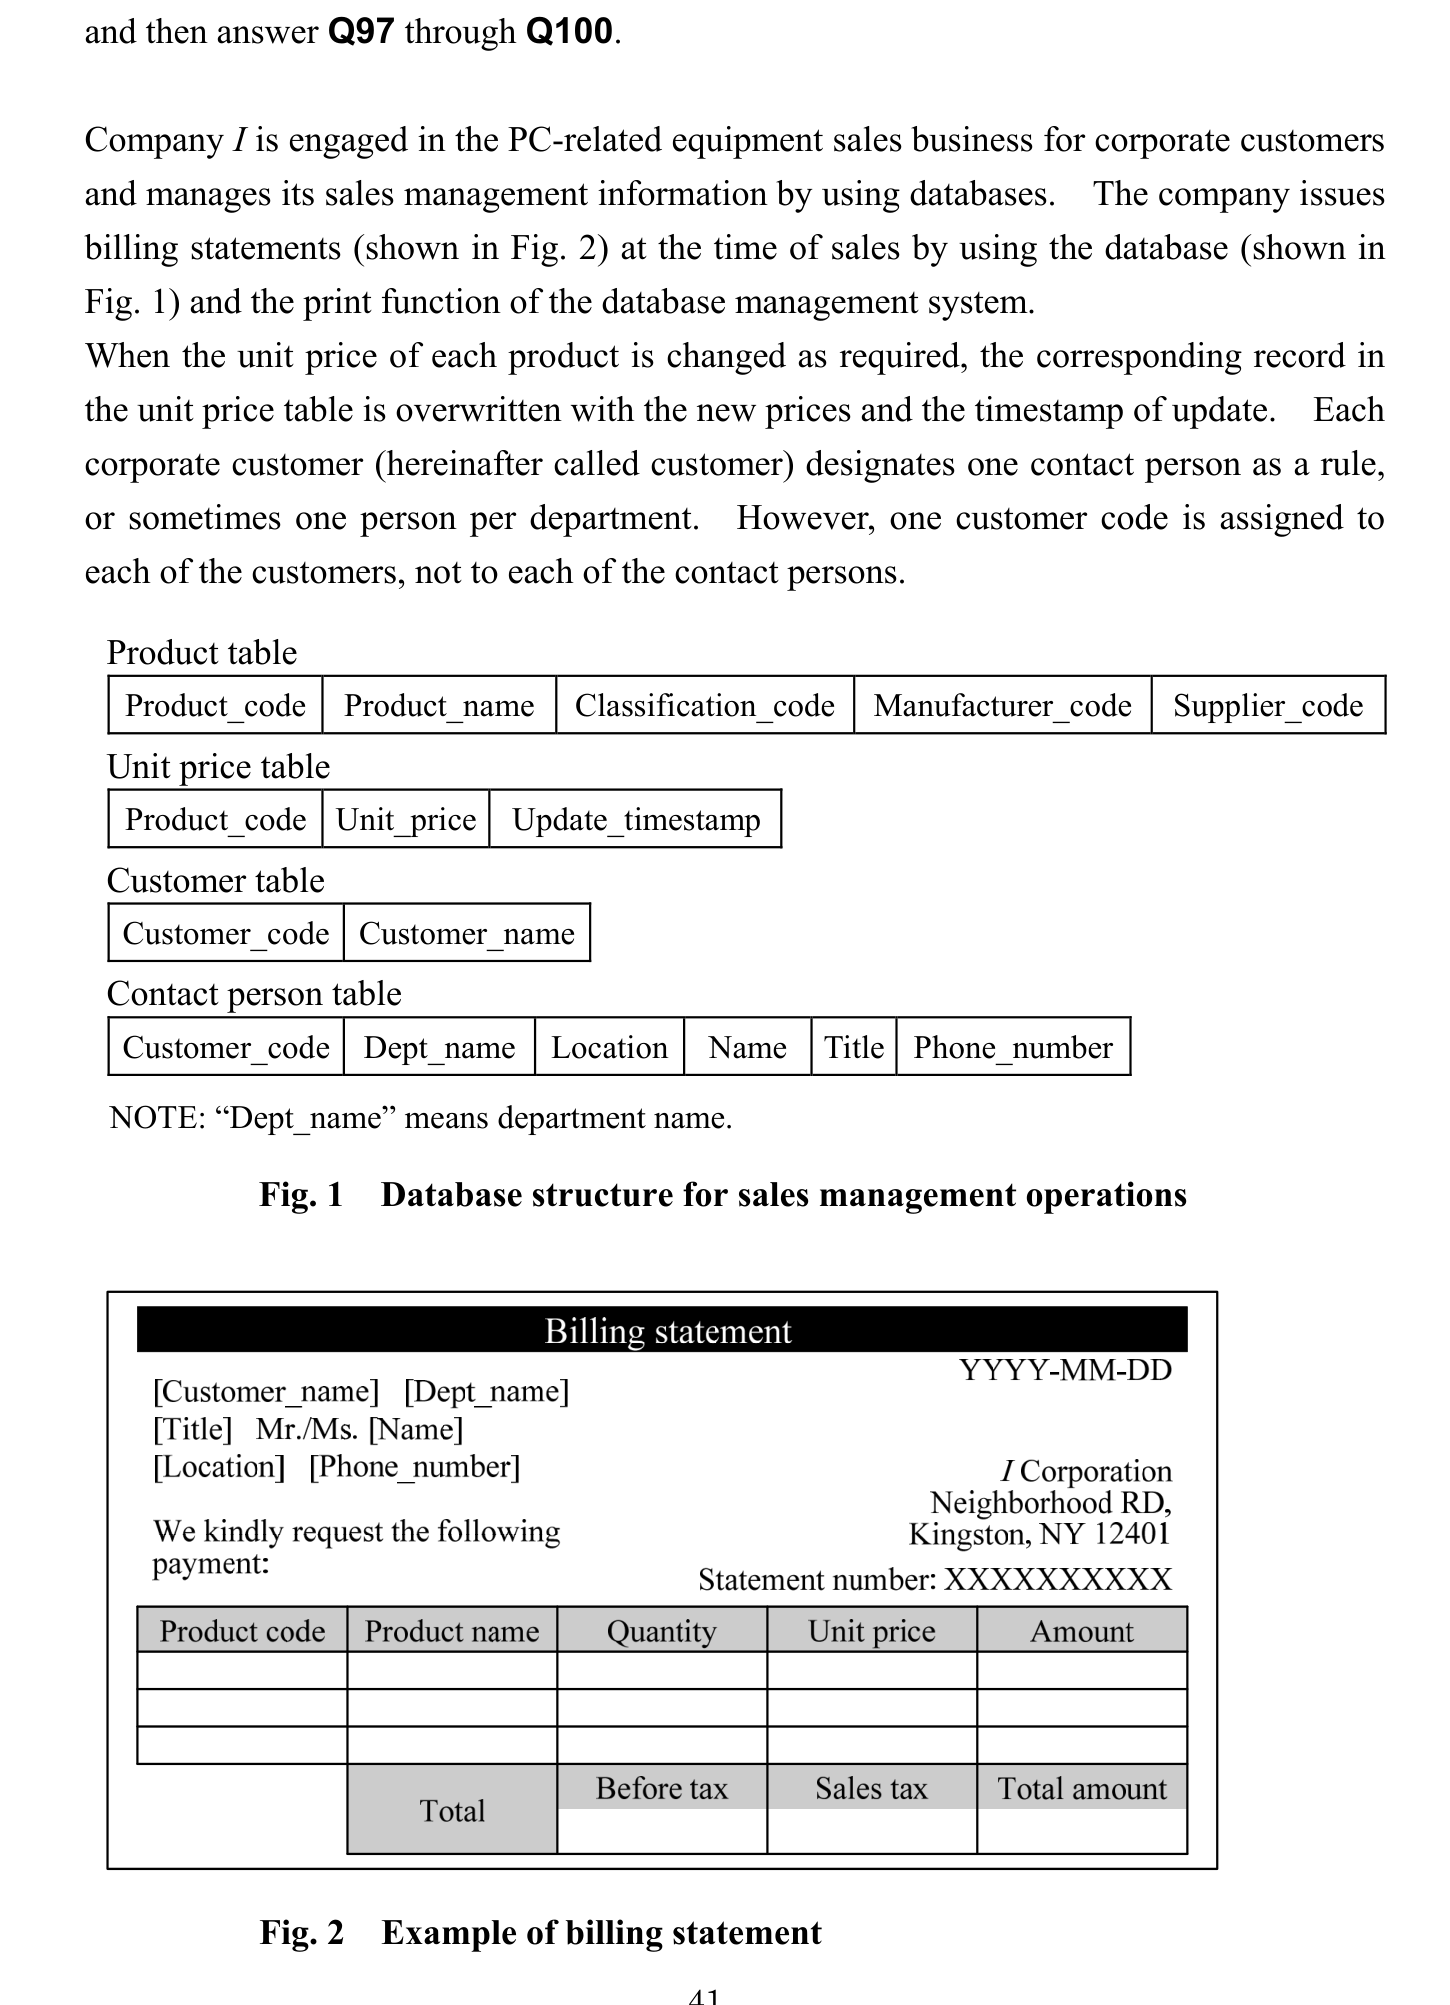 and then answer Q97 through Q100.
Company I is engaged in the PC-related equipment sales business for corporate customers
and manages its sales management information by using databases. The company issues
billing statements (shown in Fig. 2) at the time of sales by using the database (shown in
Fig. 1) and the print function of the database management system.
When the unit price of each product is changed as required, the corresponding record in
the unit price table is overwritten with the new prices and the timestamp of update. Each
corporate customer (hereinafter called customer) designates one contact person as a rule,
or sometimes one person per department. However, one customer code is assigned to
each of the customers, not to each of the contact persons.
Product table
Product_code Product_name Classification_code Manufacturer_code Supplier_code
Unit price table
Product_code Unit_price Update_timestamp
Customer table
Customer_code Customer_name
Contact person table
Customer_code Dept_name Location Name Title Phone_number
NOTE: “Dept_name” means department name.
Fig. 1 Database structure for sales management operations
Billing statement
YYYY-MM-DD
[Customer_name] [Dept_name]
[Title] Mr./Ms. [Name]
[Location] [Phone_number]
I Corporation
Neighborhood RD,
Kingston, NY 12401
We kindly request the following
payment:
Statement number: XXXXXXXXXX
Product code Product name Quantity Unit price Amount
Total Before tax Sales tax Total amount
Fig. 2 Example of billing statement
41